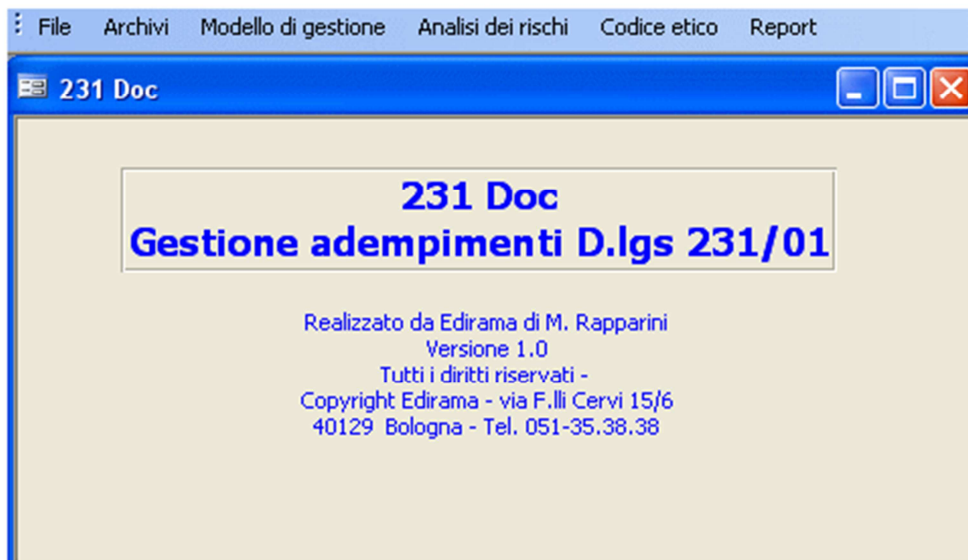 File Archivi Modello di gestione Analisi dei rischi Codice etico Report
231 Doc
231 Doc
Gestione adempimenti D.lgs 231/01
Realizzato da Edirama di M. Rapparini
Versione 1.0
Tutti i diritti riservati -
Copyright Edirama - via F.lli Cervi 15/6
40129 Bologna - Tel. 051-35.38.38